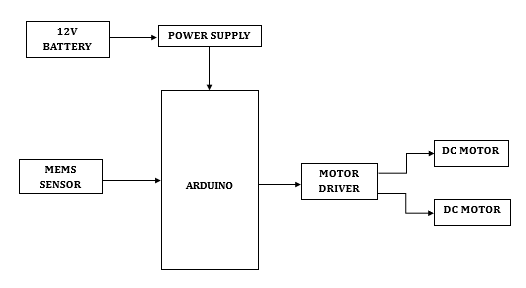 12V
BATTERY
POWER SUPPLY
MEMS
SENSOR
ARDUINO
MOTOR
DRIVER
DC MOTOR
DC MOTOR